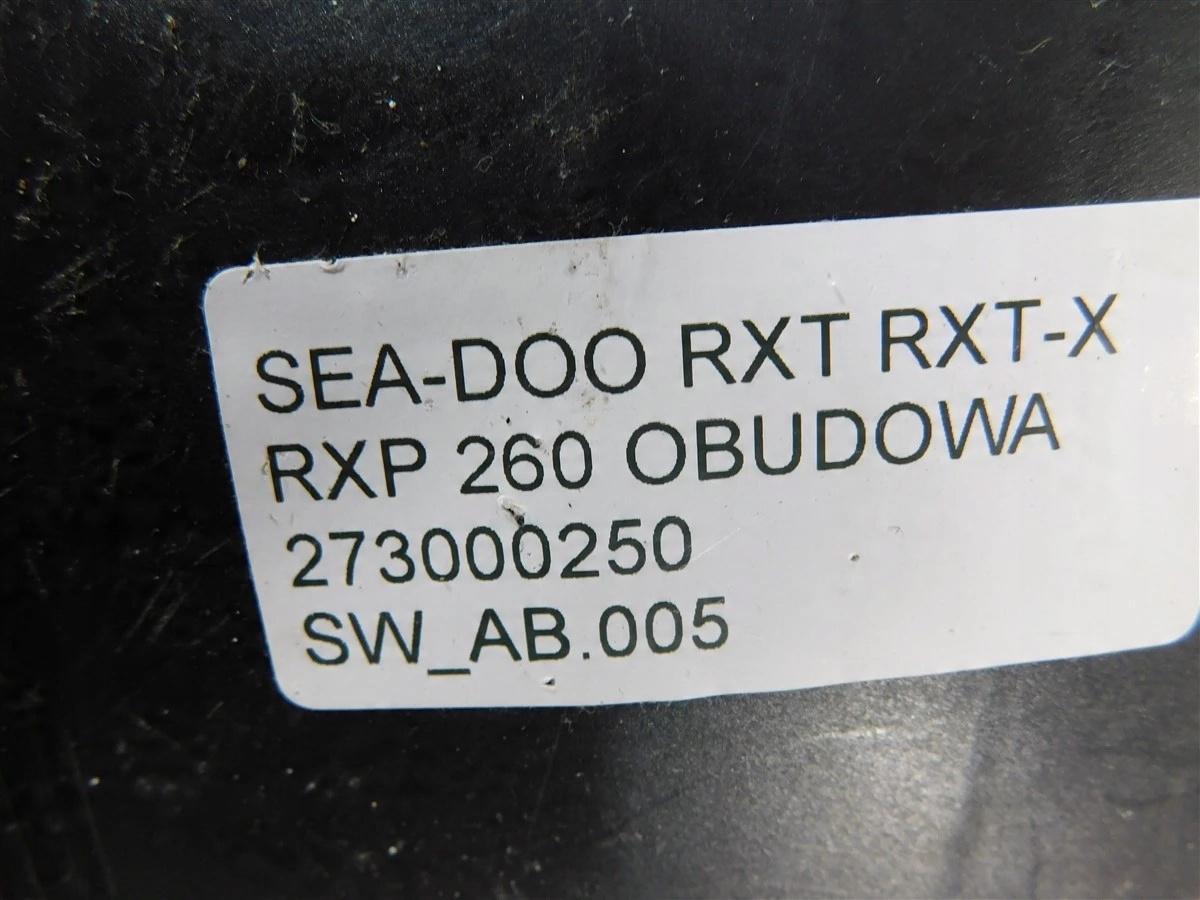 SEA-DOO RXT RXT-X
RXP 260 OBUDOWA
273000250
SW_AB.005